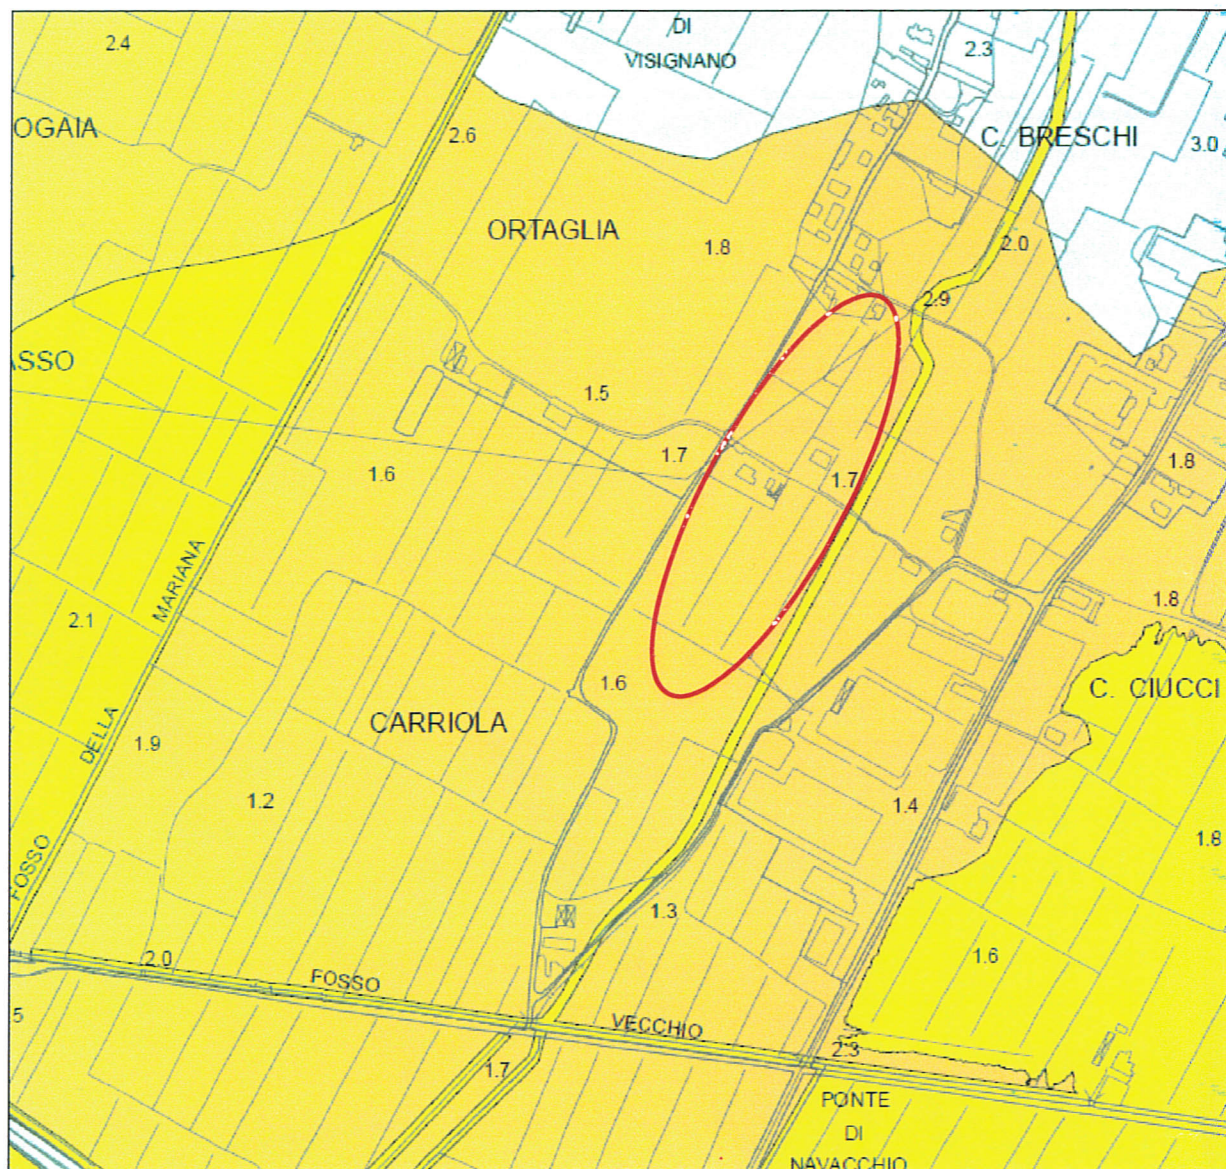 DI
2.4
2.3
VISIGNANO
OGAIA
2.6
C. BRESCHI
3.0
ORTAGLIA
1.8
2.0
2.9
ASSO
1.5
1.7
1.6
1.7
1.8
MARIANA
1.8
2.1
1.6
C. CIUCCI
DELLA
CARRIOLA
1.9
1.2
1.4
1.8
FOSSO
1.3
2.0
FOSSO
1.6
5
VECCHIO
2.3
1.7
PONTE
DI
NAVACCHIO